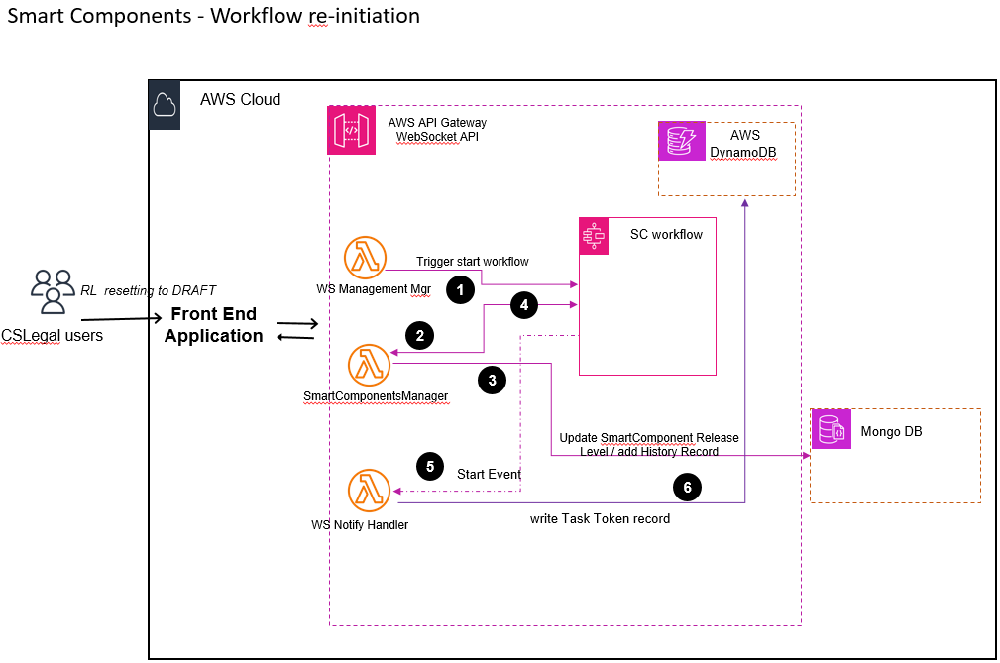 Smart Components - Workflow re-initiation
AWS Cloud
AWS API Gateway
WebSocket API
AWS
DynamoDB
SC workflow
Trigger start workflow
WS Management Mgr
1
4
RL resetting to DRAFT
CSLegal users
Front End
Application
2
SmartComponentsManager
3
Update SmartComponent Release
Level / add History Record
Mongo DB
5
Start Event
6
WS Notify Handler
write Task Token record